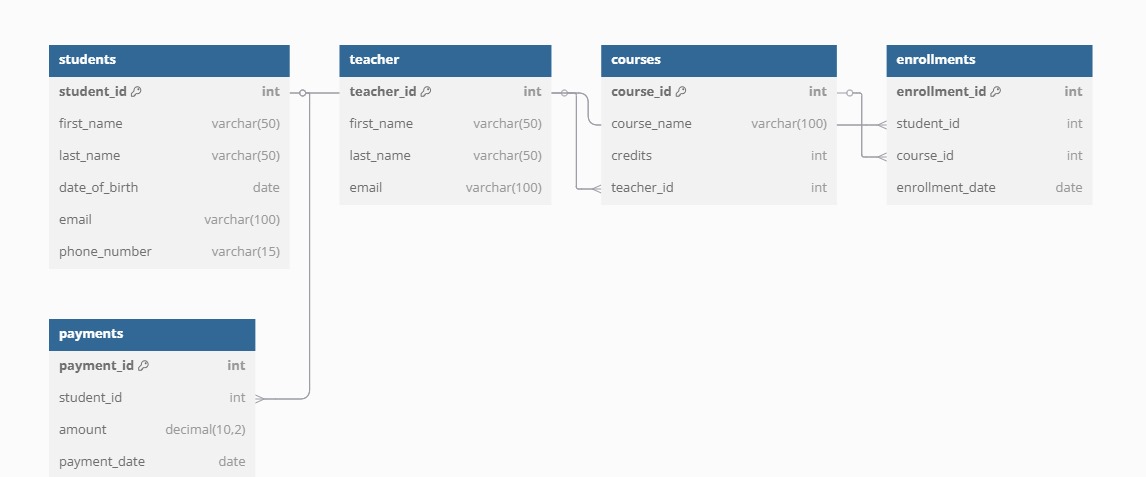 students
student_id int
first_name varchar(50)
last_name varchar(50)
date_of_birth date
email varchar(100)
phone_number varchar(15)
teacher
teacher_id int
first_name varchar(50)
last_name varchar(50)
email varchar(100)
courses
course_id int
course_name varchar(100)
credits int
teacher_id int
enrollments
enrollment_id int
student_id int
course_id int
enrollment_date date
payments
payment_id int
student_id int
amount decimal(10,2)
payment_date date